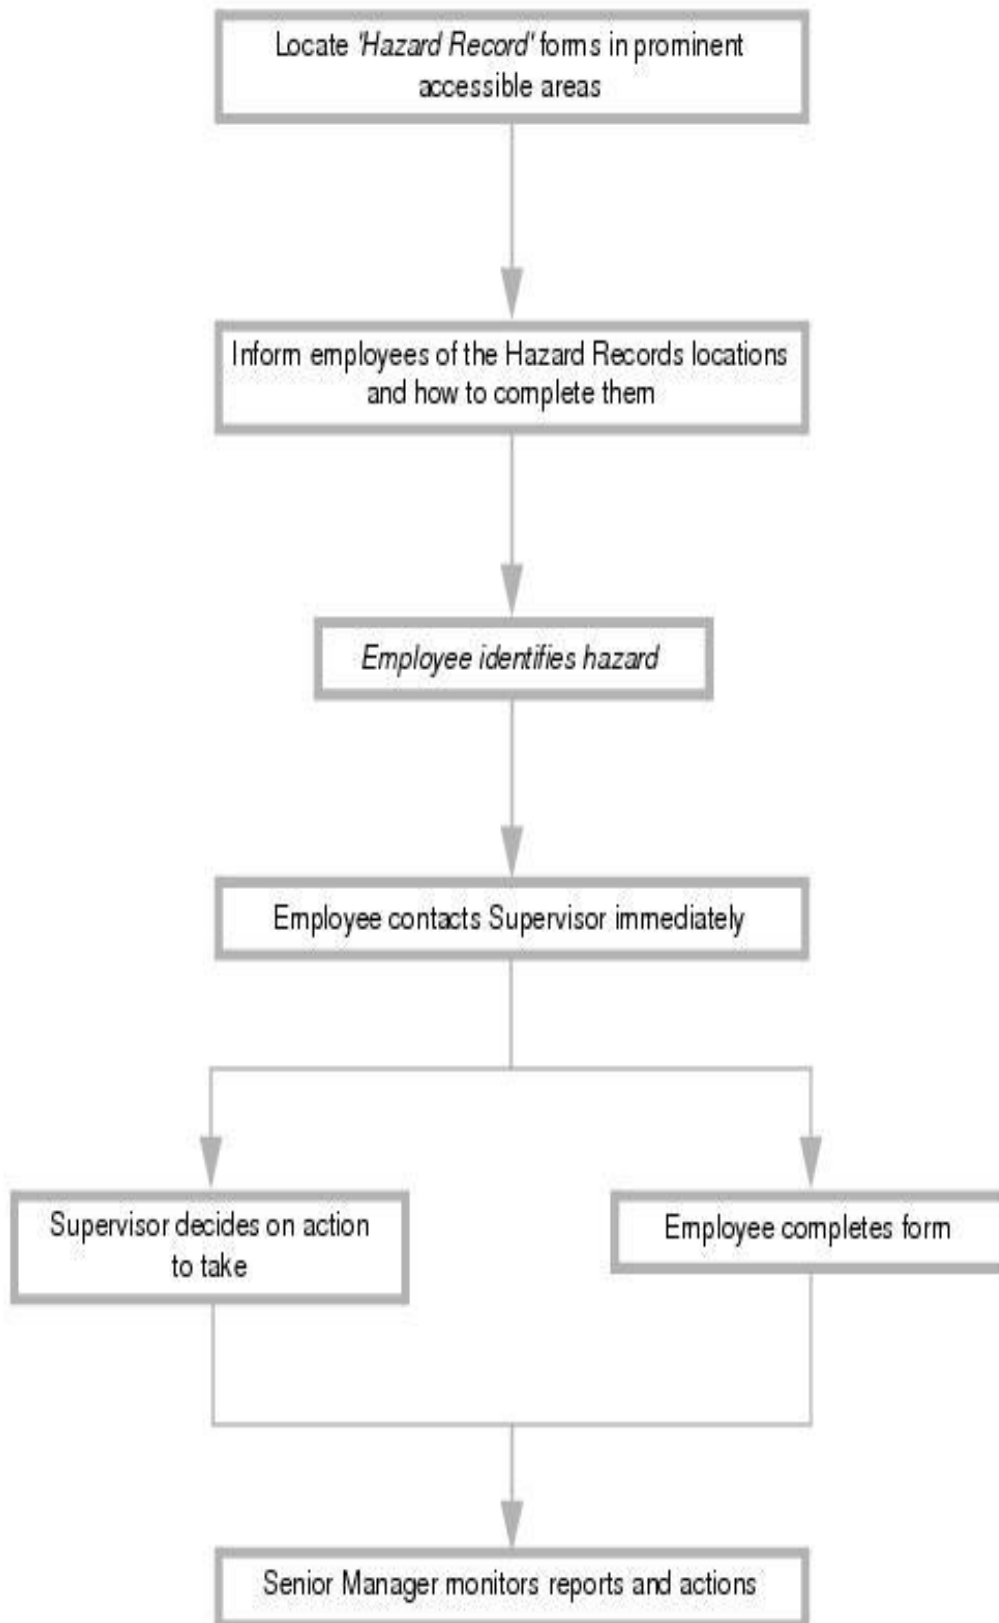 Locate 'Hazard Record' forms in prominent
accessible areas
Inform employees of the Hazard Records locations
and how to complete them
Employee identifies hazard
Employee contacts Supervisor immediately
Supervisor decides on action
to take
Employee completes form
Senior Manager monitors reports and actions